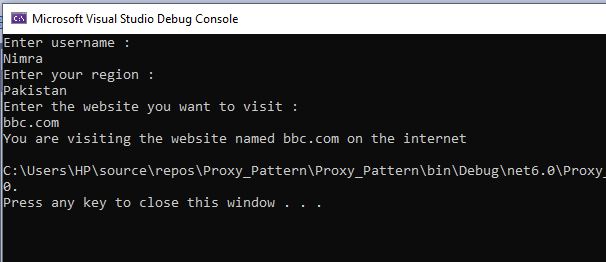 Microsoft Visual Studio Debug Console
Enter username :
Nimra
Enter your region :
Pakistan
Enter the website you want to visit :
bbc.com
You are visiting the website named bbc.com on the internet
C:\Users\HP\source\repos\Proxy_Pattern\Proxy_Pattern\bin\Debug\net6.0\Proxy_
0.
Press any key to close this window . . .